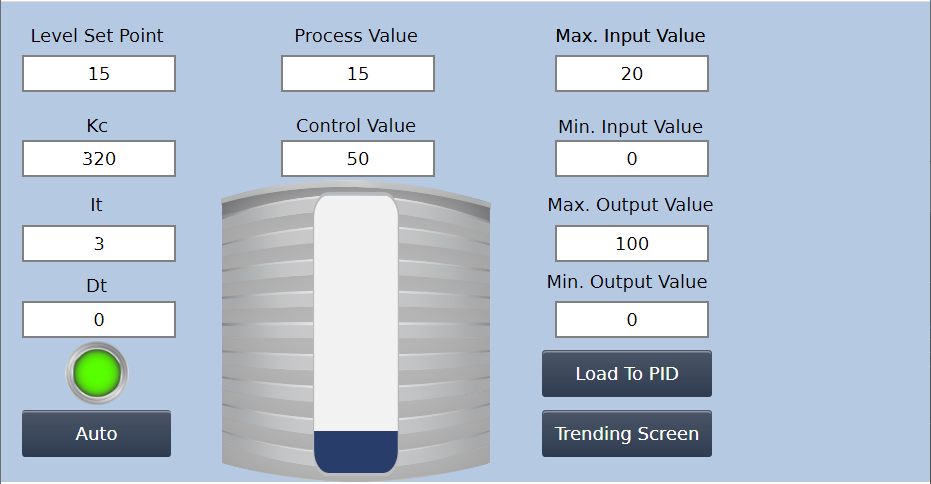 Level Set Point
Process Value
Max. Input Value
15
15
20
Kc
Control Value
Min. Input Value
320
50
0
It
Max. Output Value
3
100
Dt
Min. Output Value
0
0
Load To PID
Auto
Trending Screen